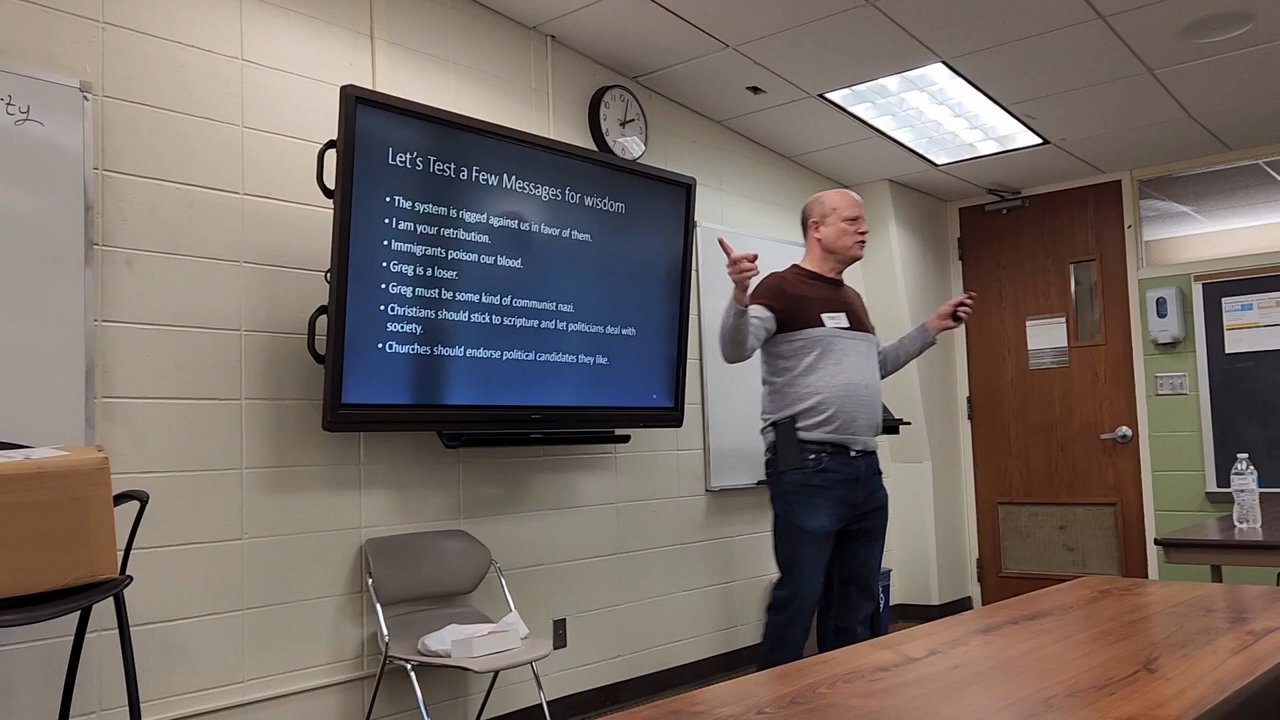 ty
Let's Test a Few Messages for wisdom
• The system is rigged against us in favor of them.
• I am your retribution.
• Immigrants poison our blood.
• Greg is a loser.
• Greg must be some kind of communist nazi.
• Christians should stick to scripture and let politicians deal with
society.
• Churches should endorse political candidates they like.